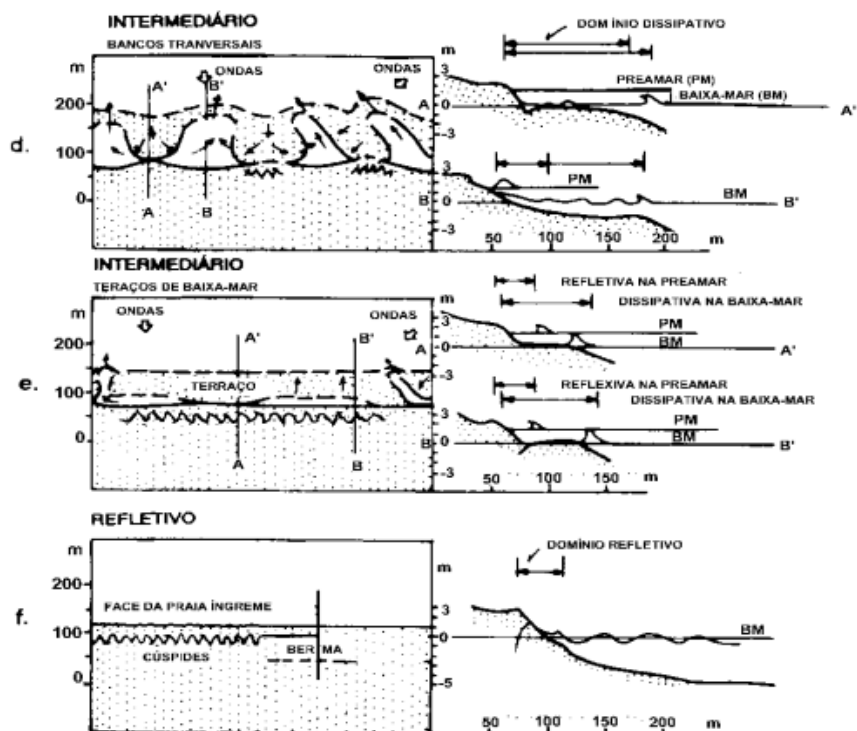 INTERMEDIÁRIO
BANCOS TRANVERSAIS
m
ONDAS
ONDAS
A'
B'
A
200
100
0
d.
A
B
B
DOMÍNIO DISSIPATIVO
m
3
0
-3
PREAMAR (PM)
BAIXA-MAR (BM)
A'
3
0
-3
PM
BM
B'
50
100
150
200
m
INTERMEDIÁRIO
TERAÇOS DE BAIXA-MAR
m
ONDAS
ONDAS
A'
B'
A
200
100
0
e.
TERRAÇO
A
B
B
REFLETIVA NA PREAMAR
DISSIPATIVA NA BAIXA-MAR
m
3
0
-3
PM
BM
A'
REFLEXIVA NA PREAMAR
DISSIPATIVA NA BAIXA-MAR
3
0
-3
PM
BM
B'
50
100
150
m
REFLETIVO
m
200
100
0
f.
FACE DA PRAIA ÍNGREME
CÚSPIDES
BERMA
DOMÍNIO REFLETIVO
m
3
0
-5
BM
50
100
150
200
m